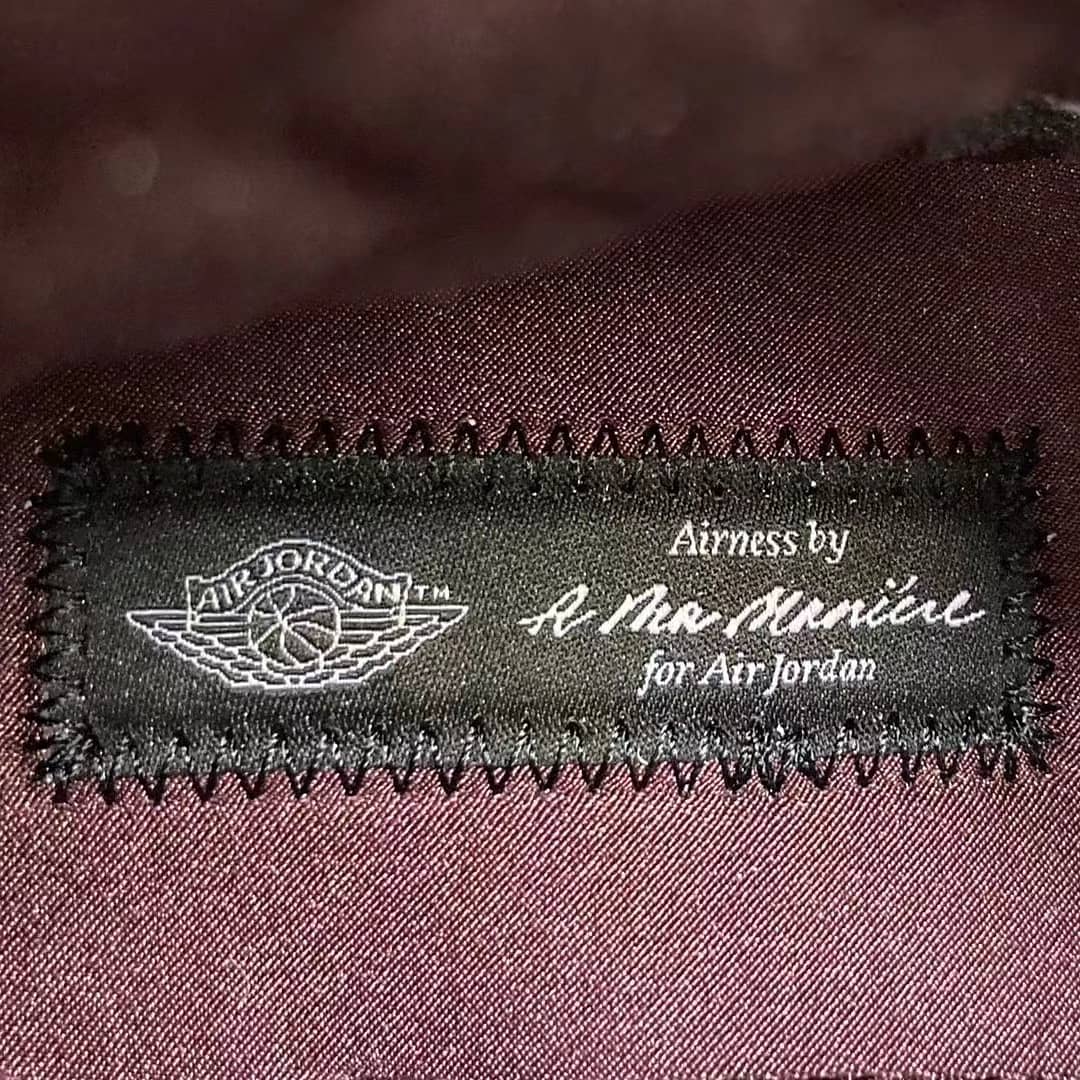 AIR JORDAN™
Airness by
A Ma Maniére
for Air Jordan